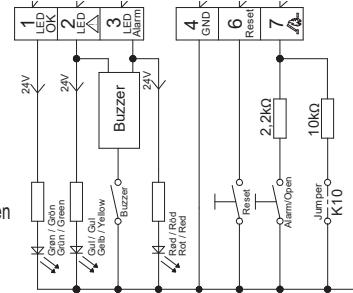 1 LED OK
2 LED
3 LED Alarm
4 GND
6 Reset
7
24V
24V
24V
Buzzer
2,2kΩ
10kΩ
en
Grøn / Grön
Grün / Green
Gul / Gul
Gelb / Yellow
Buzzer
Rød / Röd
Rot / Red
Reset
Alarm/Open
Jumper
K10